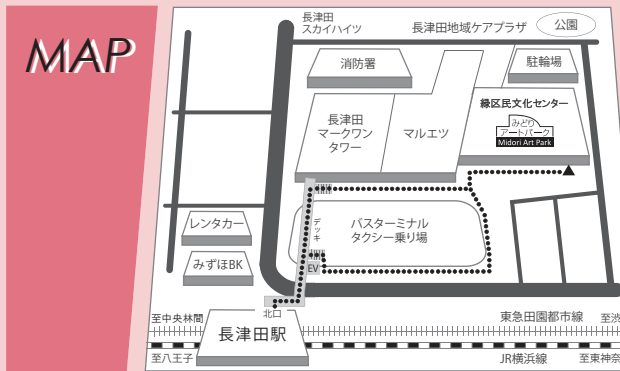 MAP
長津田
スカイハイツ
長津田地域ケアプラザ
公園
消防署
駐輪場
長津田
マークワン
タワー
マルエツ
緑区民文化センター
みどり
アートパーク
Midori Art Park
レンタカー
みずほBK
デッキ
バスターミナル
タクシー乗り場
EV
北口
長津田駅
至中央林間
東急田園都市線
至渋
至八王子
JR横浜線
至東神奈